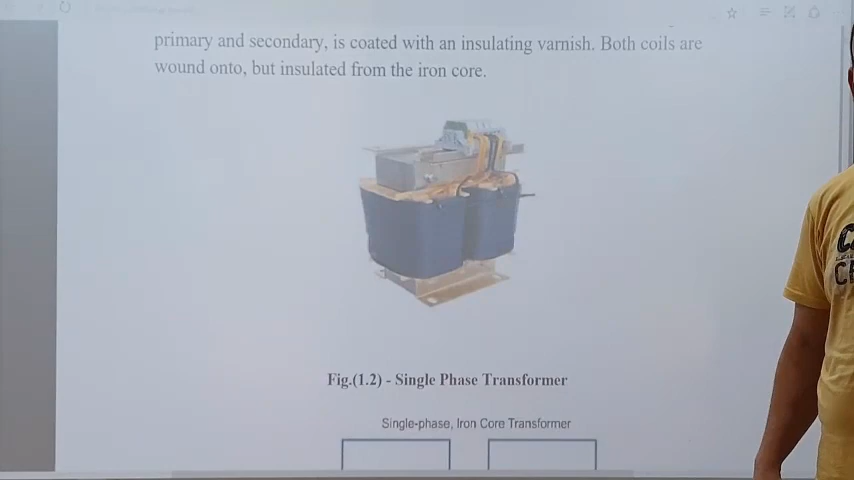 primary and secondary, is coated with an insulating varnish. Both coils are
wound onto, but insulated from the iron core.
Fig.(1.2) - Single Phase Transformer
Single-phase, Iron Core Transformer